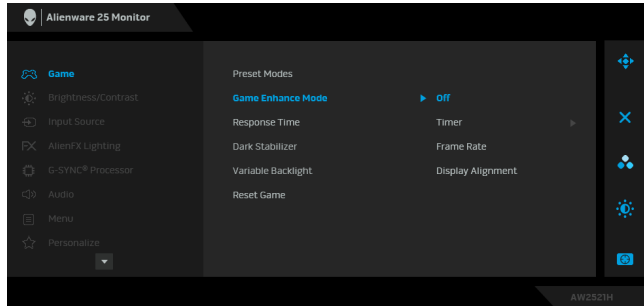 Alienware 25 Monitor
Game
Brightness/Contrast
Input Source
AlienFX Lighting
G-SYNC® Processor
Audio
Menu
Personalize
Preset Modes
Game Enhance Mode
Off
Response Time
Timer
Dark Stabilizer
Frame Rate
Variable Backlight
Display Alignment
Reset Game
AW2521H